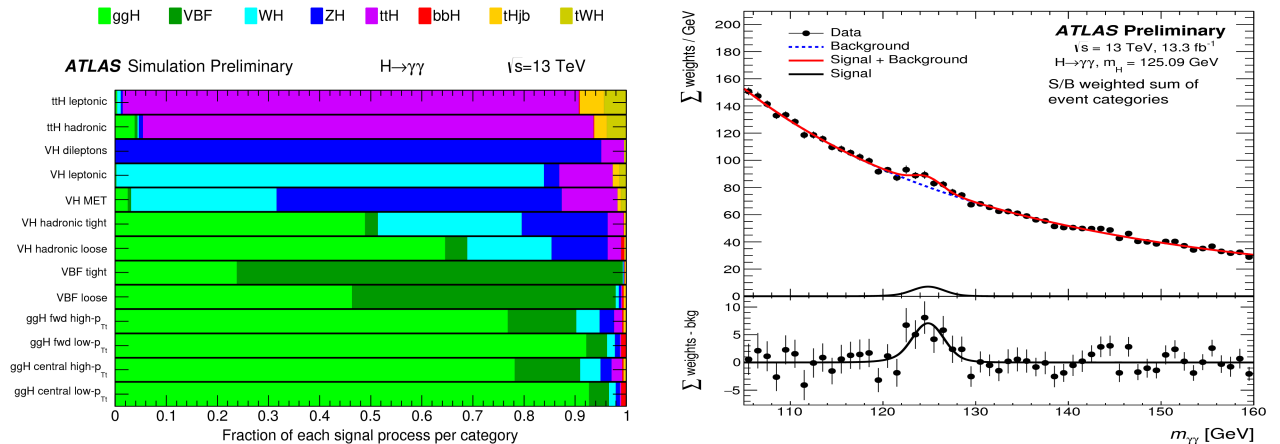 ggH VBF WH ZH ttH bbH tHjb tWH
ATLAS Simulation Preliminary H→γγ √s=13 TeV
ttH leptonic
ttH hadronic
VH dileptons
VH leptonic
VH MET
VH hadronic tight
VH hadronic loose
VBF tight
VBF loose
ggH fwd high-p_Tt
ggH fwd low-p_Tt
ggH central high-p_Tt
ggH central low-p_Tt
0 0.1 0.2 0.3 0.4 0.5 0.6 0.7 0.8 0.9 1
Fraction of each signal process per category
∑ weights / GeV
200
180
160
140
120
100
80
60
40
20
0
Data
Background
Signal + Background
Signal
ATLAS Preliminary
√s = 13 TeV, 13.3 fb⁻¹
H→γγ, m_H = 125.09 GeV
S/B weighted sum of
event categories
∑ weights - bkg
10
5
0
−5
110 120 130 140 150 160
m_γγ [GeV]